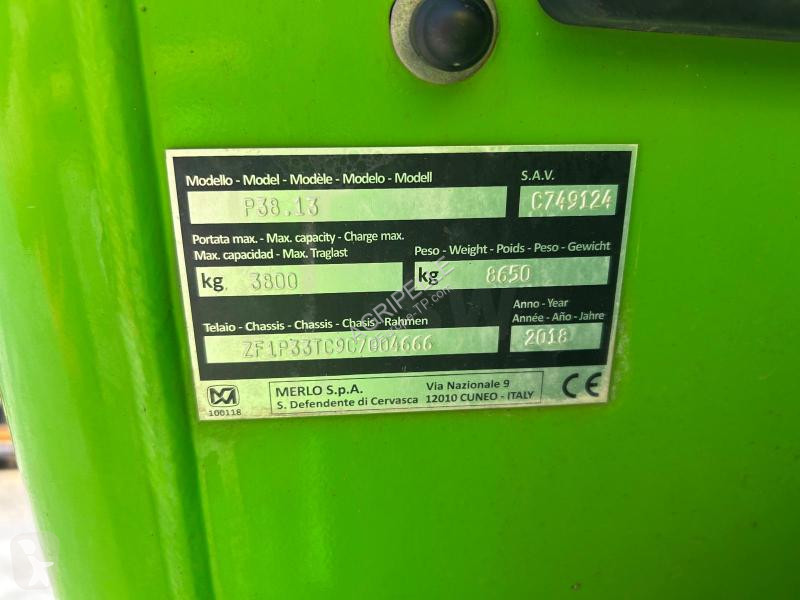 Modello - Model - Modèle - Modelo - Modell
S.A.V.
P38.13
C749124
Portata max. - Max. capacity - Charge max.
Max. capacidad - Max. Traglast
Peso - Weight - Poids - Peso - Gewicht
kg. 3800
kg 8650
Telaio - Chassis - Chassis - Chasis - Rahmen
Anno - Year
Année - Año - Jahre
ZF1P33TC9C7004666
2018
100118
MERLO S.p.A.
S. Defendente di Cervasca
Via Nazionale 9
12010 CUNEO - ITALY
CE